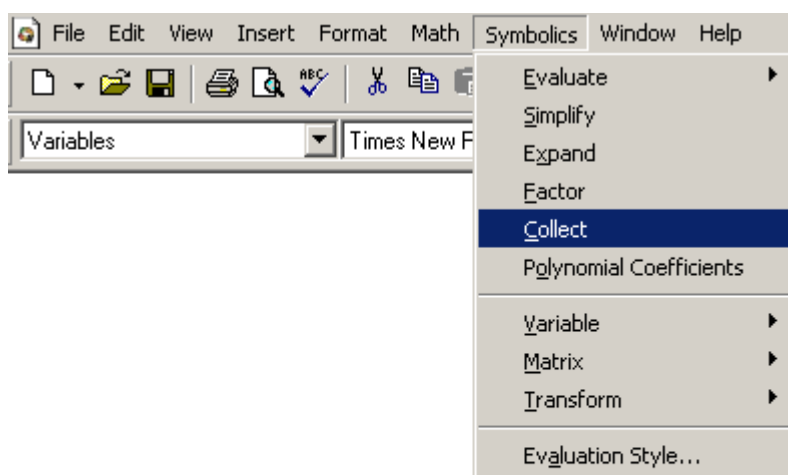 File Edit View Insert Format Math Symbolics Window Help
ABC
Variables
Times New
Evaluate
Simplify
Expand
Factor
Collect
Polynomial Coefficients
Variable
Matrix
Transform
Evaluation Style...